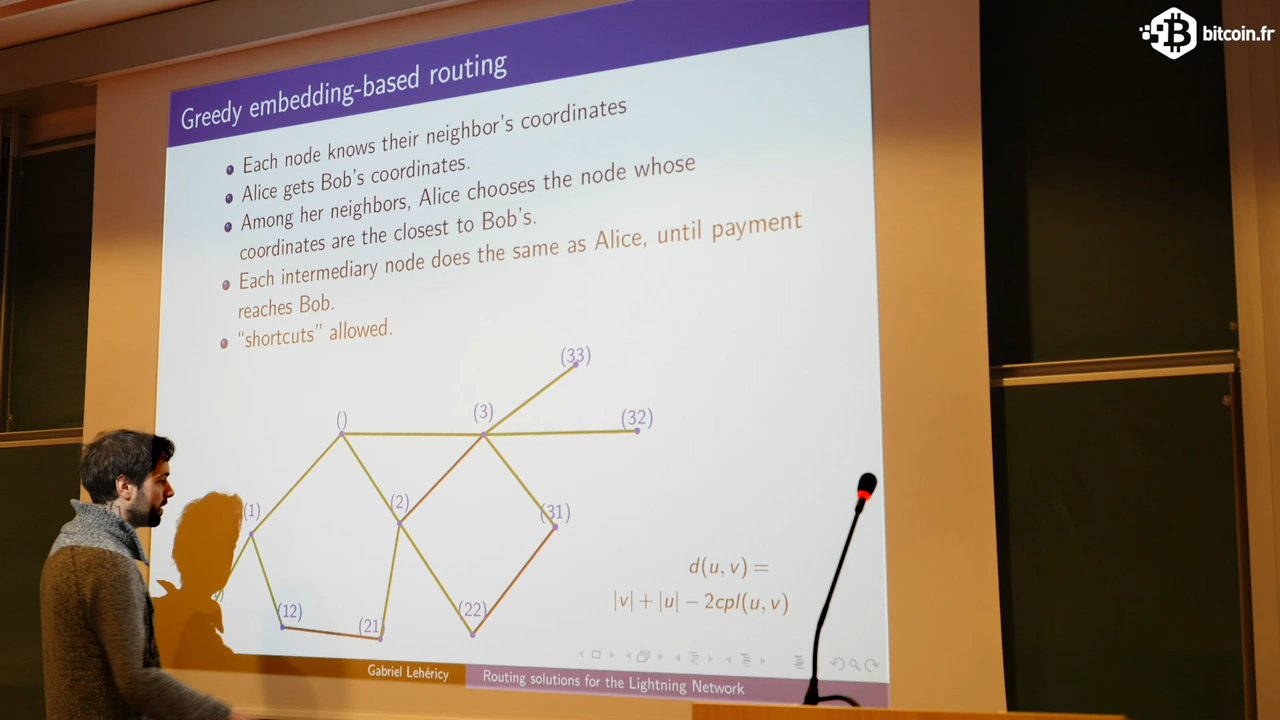 bitcoin.fr
Greedy embedding-based routing
Each node knows their neighbor's coordinates
Alice gets Bob's coordinates.
Among her neighbors, Alice chooses the node whose
coordinates are the closest to Bob's.
Each intermediary node does the same as Alice, until payment
reaches Bob.
"shortcuts" allowed.
(33)
()
(3)
(32)
(1)
(2)
(31)
(12)
(21)
(22)
d(u, v) =
|v| + |u| − 2cpl(u, v)
Gabriel Lehéricy
Routing solutions for the Lightning Network